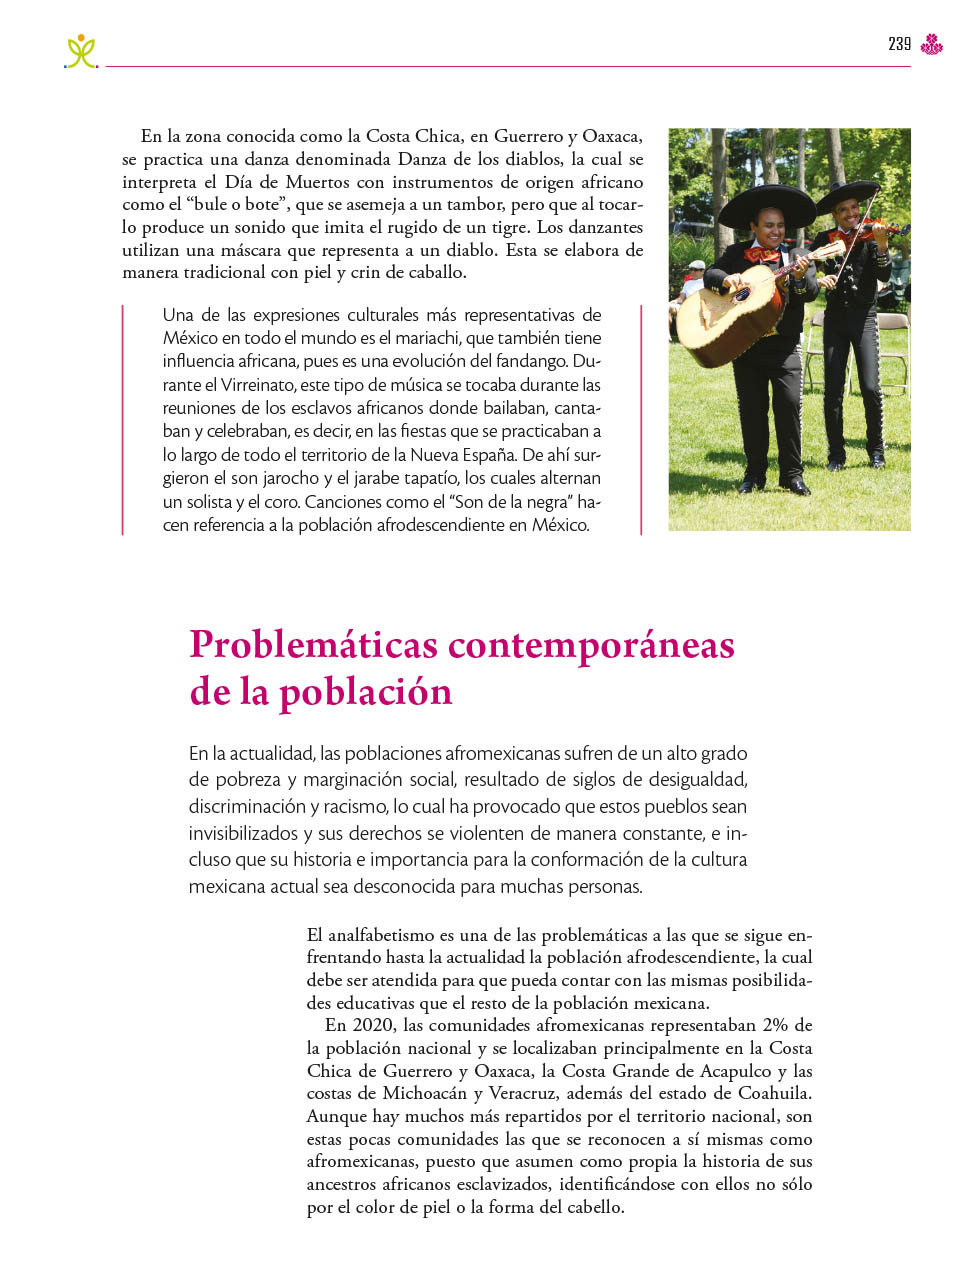 239
En la zona conocida como la Costa Chica, en Guerrero y Oaxaca,
se practica una danza denominada Danza de los diablos, la cual se
interpreta el Día de Muertos con instrumentos de origen africano
como el “bule o bote”, que se asemeja a un tambor, pero que al tocar-
lo produce un sonido que imita el rugido de un tigre. Los danzantes
utilizan una máscara que representa a un diablo. Esta se elabora de
manera tradicional con piel y crin de caballo.
Una de las expresiones culturales más representativas de
México en todo el mundo es el mariachi, que también tiene
influencia africana, pues es una evolución del fandango. Du-
rante el Virreinato, este tipo de música se tocaba durante las
reuniones de los esclavos africanos donde bailaban, canta-
ban y celebraban, es decir, en las fiestas que se practicaban a
lo largo de todo el territorio de la Nueva España. De ahí sur-
gieron el son jarocho y el jarabe tapatío, los cuales alternan
un solista y el coro. Canciones como el “Son de la negra” ha-
cen referencia a la población afrodescendiente en México.
Problemáticas contemporáneas
de la población
En la actualidad, las poblaciones afromexicanas sufren de un alto grado
de pobreza y marginación social, resultado de siglos de desigualdad,
discriminación y racismo, lo cual ha provocado que estos pueblos sean
invisibilizados y sus derechos se violenten de manera constante, e in-
cluso que su historia e importancia para la conformación de la cultura
mexicana actual sea desconocida para muchas personas.
El analfabetismo es una de las problemáticas a las que se sigue en-
frentando hasta la actualidad la población afrodescendiente, la cual
debe ser atendida para que pueda contar con las mismas posibilida-
des educativas que el resto de la población mexicana.
En 2020, las comunidades afromexicanas representaban 2% de
la población nacional y se localizaban principalmente en la Costa
Chica de Guerrero y Oaxaca, la Costa Grande de Acapulco y las
costas de Michoacán y Veracruz, además del estado de Coahuila.
Aunque hay muchos más repartidos por el territorio nacional, son
estas pocas comunidades las que se reconocen a sí mismas como
afromexicanas, puesto que asumen como propia la historia de sus
ancestros africanos esclavizados, identificándose con ellos no sólo
por el color de piel o la forma del cabello.